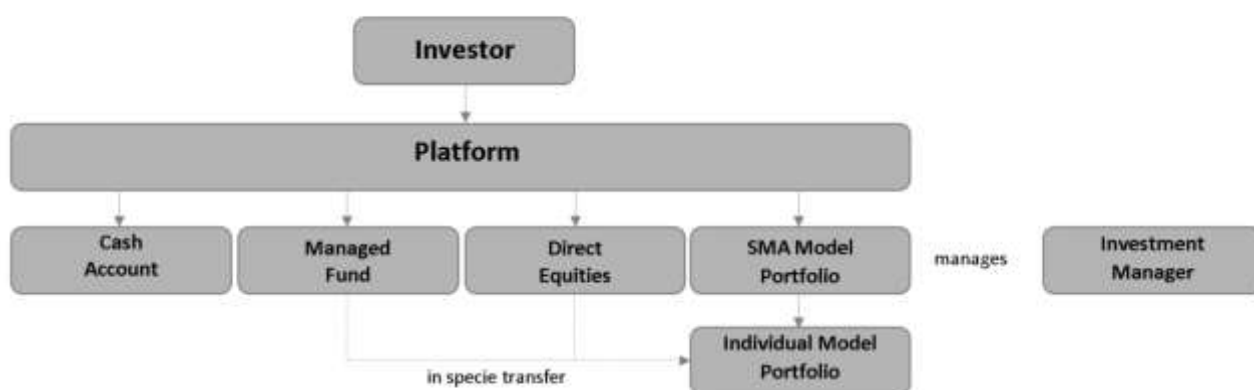 Investor
Platform
Cash
Account
Managed
Fund
Direct
Equities
SMA Model
Portfolio
manages
Investment
Manager
Individual Model
Portfolio
in specie transfer